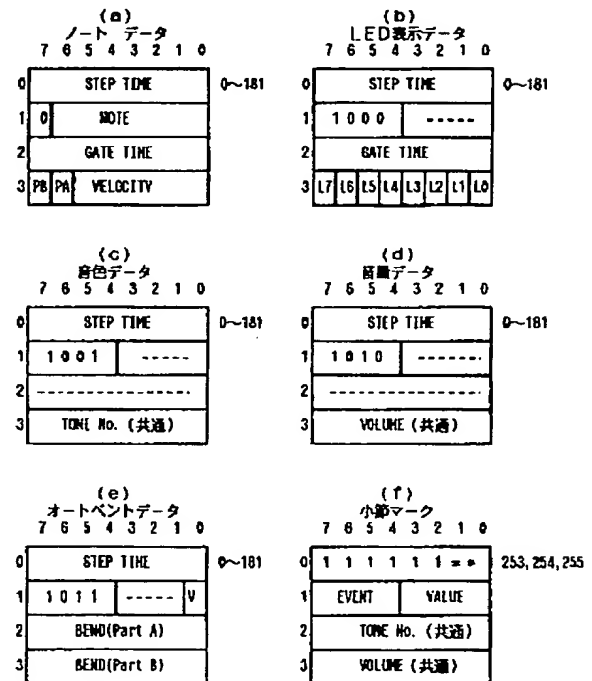 (a)
ノート データ
7 6 5 4 3 2 1 0
0 STEP TIME 0～181
1 0 NOTE
2 GATE TIME
3 PB PA VELOCITY
(b)
LED表示データ
7 6 5 4 3 2 1 0
0 STEP TIME 0～181
1 1 0 0 0 -----
2 GATE TIME
3 L7 L6 L5 L4 L3 L2 L1 L0
(c)
音色データ
7 6 5 4 3 2 1 0
0 STEP TIME 0～181
1 1 0 0 1 -----
2 ------------------
3 TONE No. (共通)
(d)
音量データ
7 6 5 4 3 2 1 0
0 STEP TIME 0～181
1 1 0 1 0 ------
2 ------------------
3 VOLUME (共通)
(e)
オートベントデータ
7 6 5 4 3 2 1 0
0 STEP TIME 0～181
1 1 0 1 1 ----- V
2 BEND(Part A)
3 BEND(Part B)
(f)
小節マーク
7 6 5 4 3 2 1 0
0 1 1 1 1 1 1 * * 253, 254, 255
1 EVENT VALUE
2 TONE No. (共通)
3 VOLUME (共通)